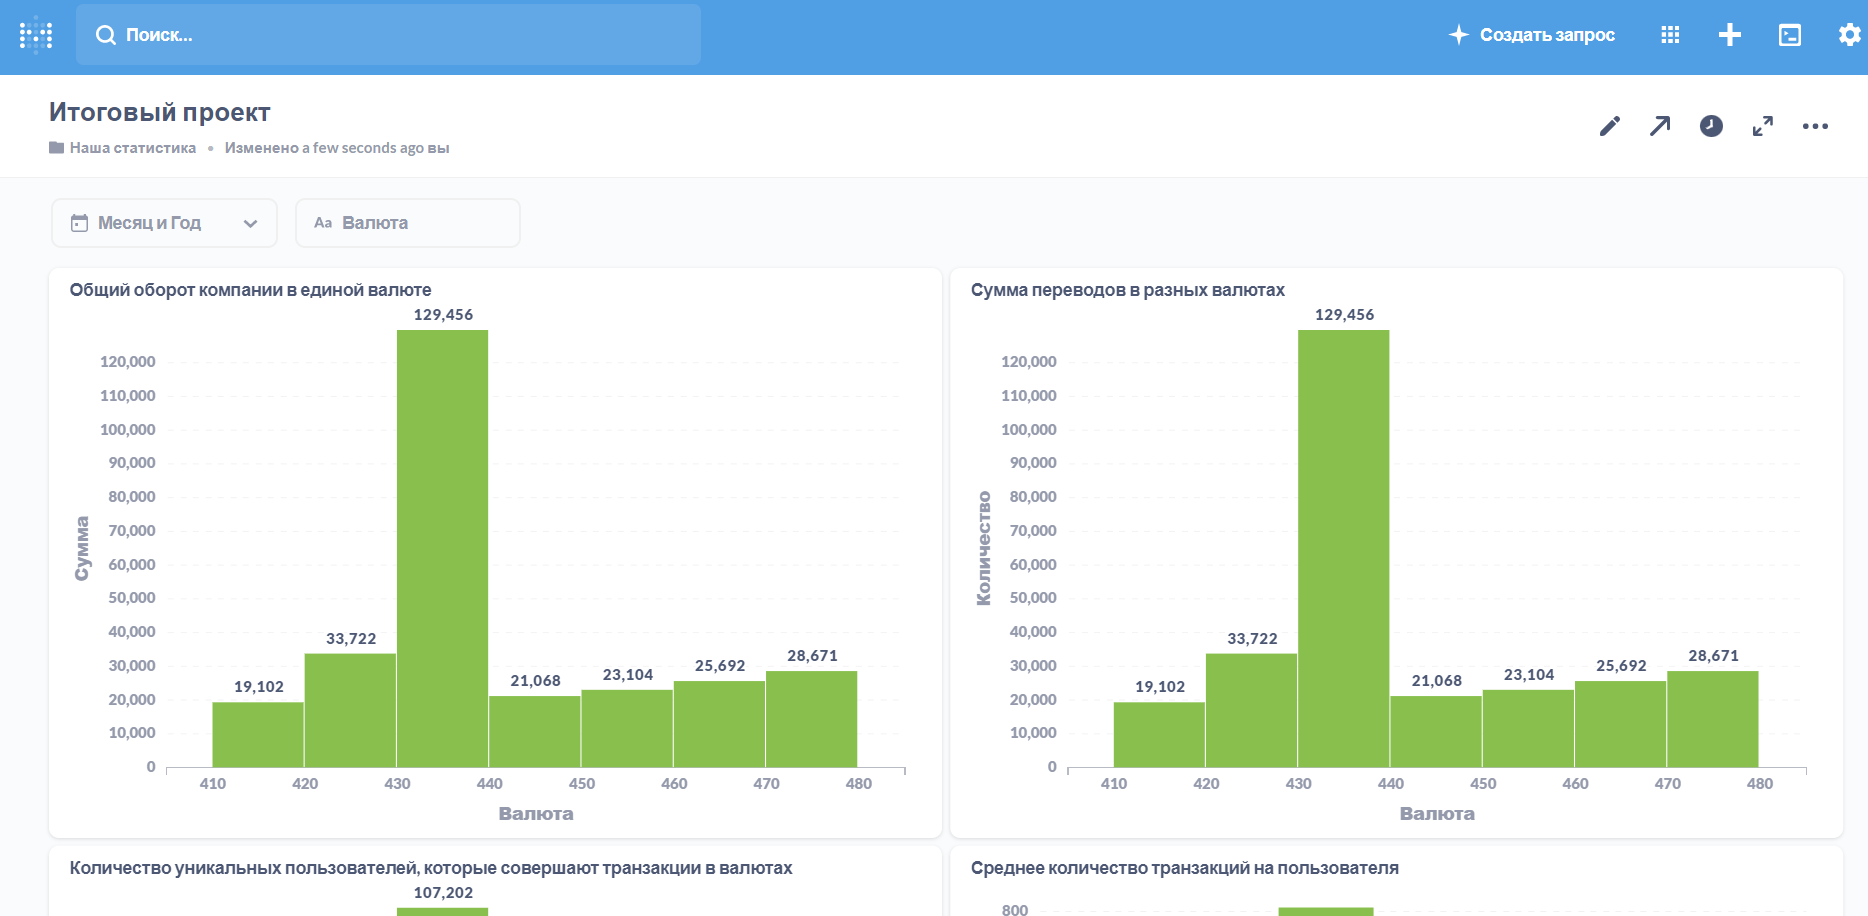 Поиск...
Создать запрос
Итоговый проект
Наша статистика • Изменено a few seconds ago вы
Месяц и Год
Aa Валюта
Общий оборот компании в единой валюте
129,456
120,000
110,000
100,000
90,000
80,000
70,000
60,000
50,000
40,000
30,000
20,000
10,000
0
Сумма
19,102
33,722
21,068
23,104
25,692
28,671
410 420 430 440 450 460 470 480
Валюта
Сумма переводов в разных валютах
129,456
120,000
110,000
100,000
90,000
80,000
70,000
60,000
50,000
40,000
30,000
20,000
10,000
0
Количество
19,102
33,722
21,068
23,104
25,692
28,671
410 420 430 440 450 460 470 480
Валюта
Количество уникальных пользователей, которые совершают транзакции в валютах
107,202
Среднее количество транзакций на пользователя
800